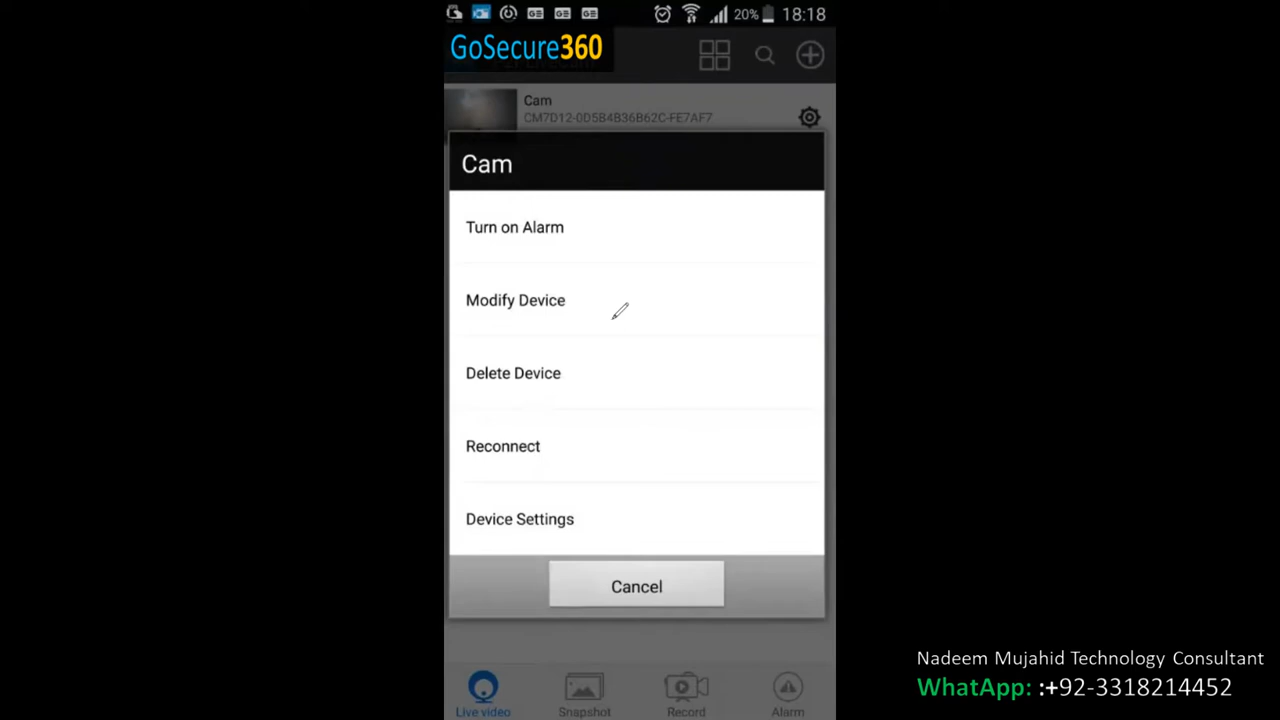 20% 18:18
GoSecure360
Cam
CM7D12-0D5B4B36B62C-FE7AF7
Cam
Turn on Alarm
Modify Device
Delete Device
Reconnect
Device Settings
Cancel
Live video Snapshot Record Alarm
Nadeem Mujahid Technology Consultant
WhatApp: :+92-3318214452